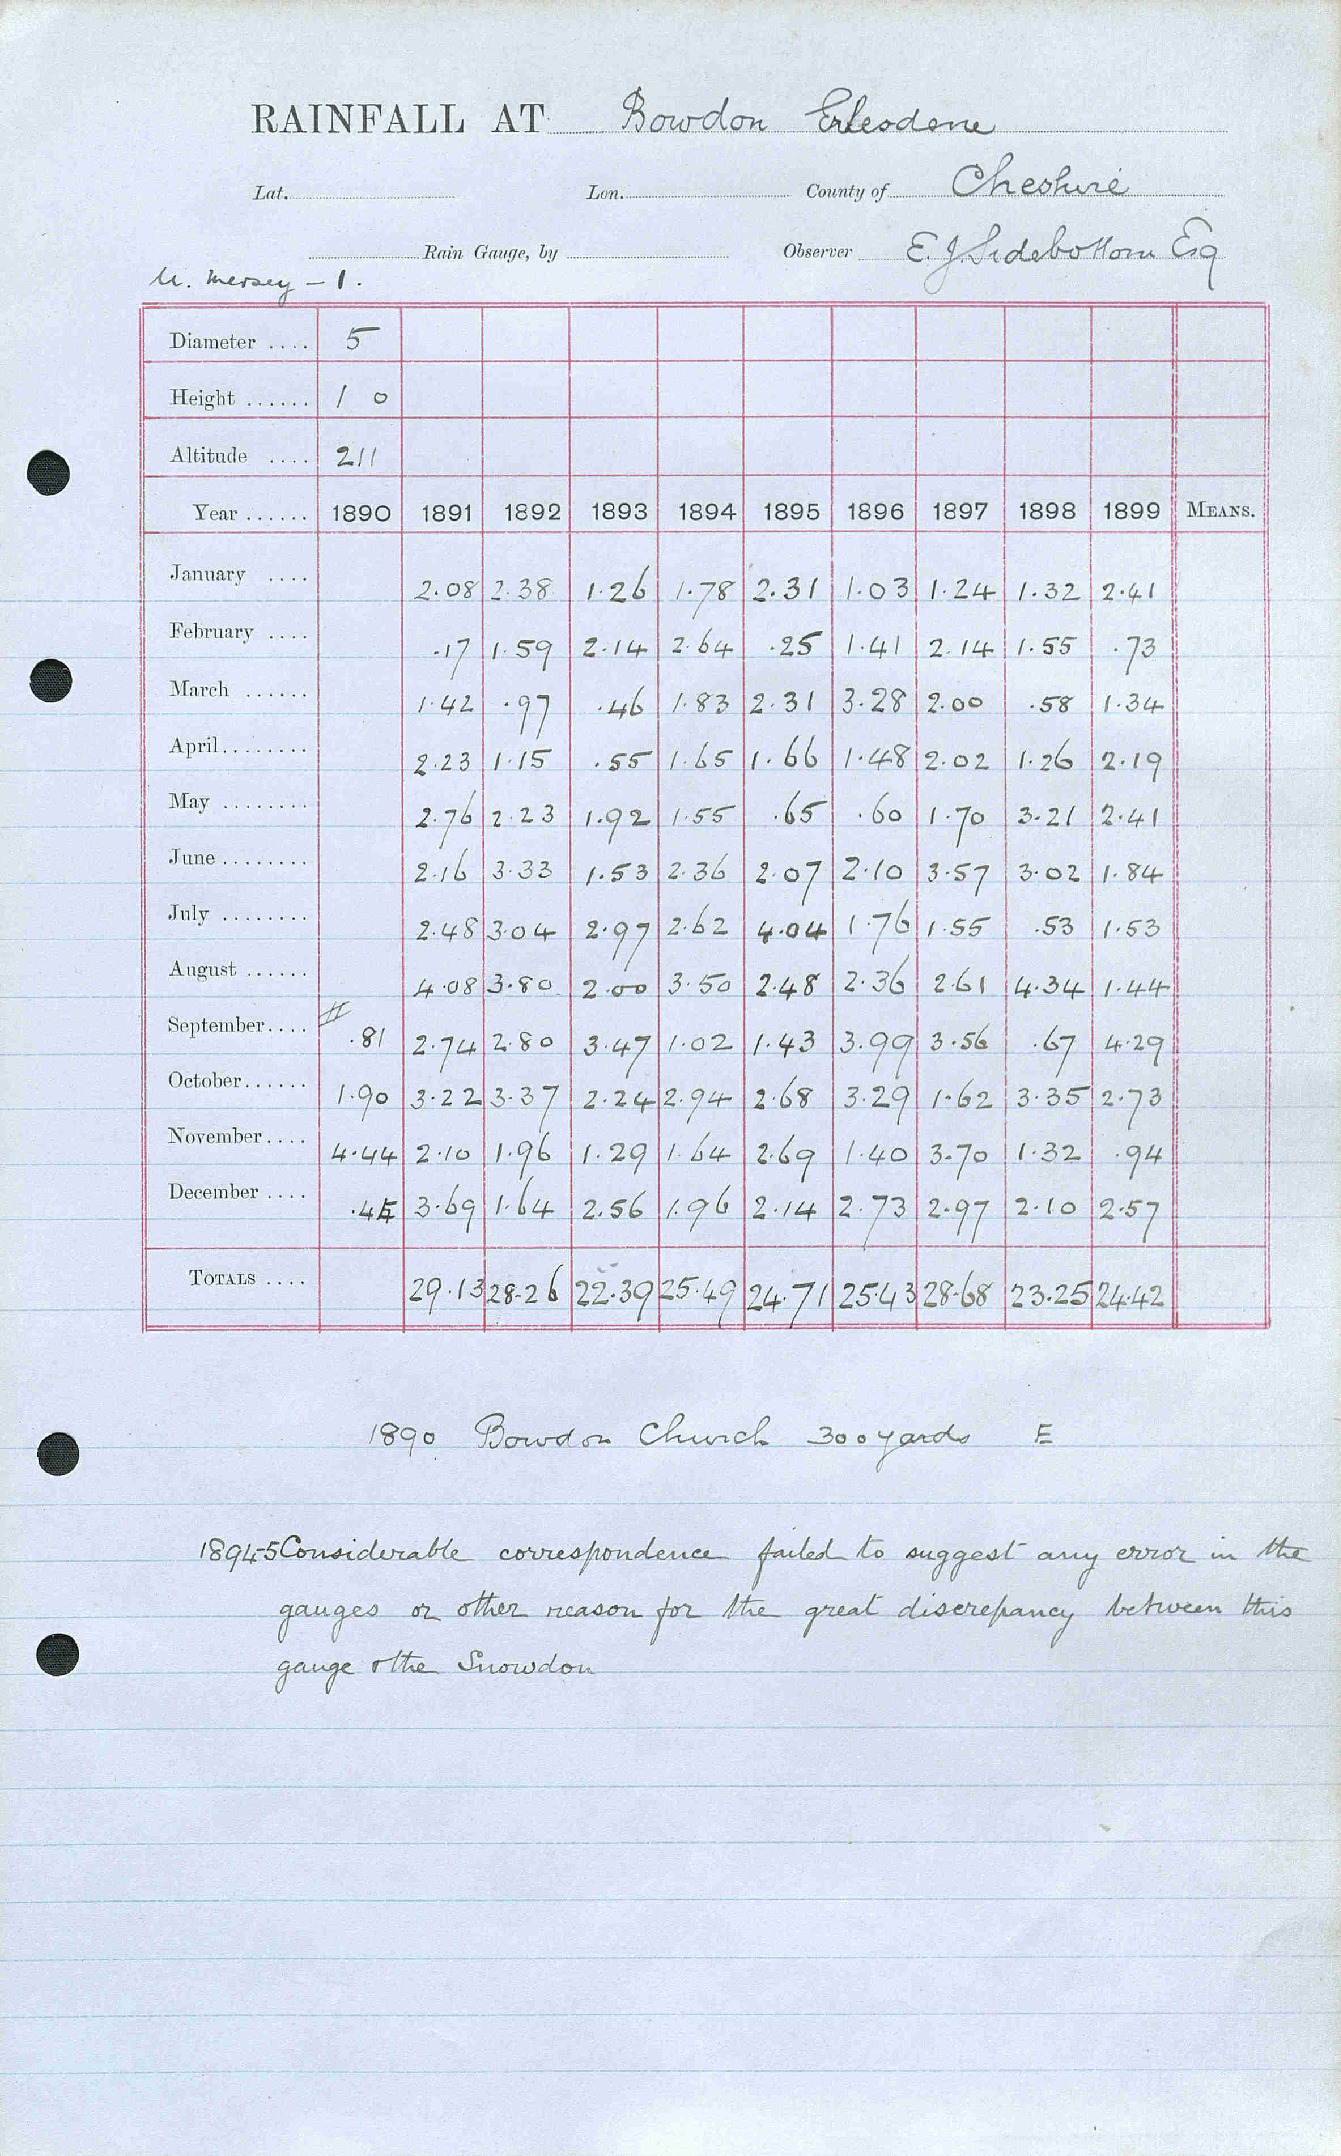 RAINFALL AT Bowdon Erlesdene
Lat. Lon. County of Cheshire
Rain Gauge, by Observer E. J. Sidebottom Esq
U. Mersey - 1.
Diameter .... 5
Height ...... 1 0
Altitude .... 211
Year ...... 1890 1891 1892 1893 1894 1895 1896 1897 1898 1899 MEANS.
January .... 2.08 2.38 1.26 1.78 2.31 1.03 1.24 1.32 2.41
February .... .17 1.59 2.14 2.64 .25 1.41 2.14 1.55 .73
March ...... 1.42 .97 .46 1.83 2.31 3.28 2.00 .58 1.34
April........ 2.23 1.15 .55 1.65 1.66 1.48 2.02 1.26 2.19
May ........ 2.76 2.23 1.92 1.55 .65 .60 1.70 3.21 2.41
June ........ 2.16 3.33 1.53 2.36 2.07 2.10 3.57 3.02 1.84
July ........ 2.48 3.04 2.97 2.62 4.04 1.76 1.55 .53 1.53
August ...... 4.08 3.80 2.00 3.50 2.48 2.36 2.61 4.34 1.44
September.... .81 2.74 2.80 3.47 1.02 1.43 3.99 3.56 .67 4.29
October...... 1.90 3.22 3.37 2.24 2.94 2.68 3.29 1.62 3.35 2.73
November.... 4.44 2.10 1.96 1.29 1.64 2.69 1.40 3.70 1.32 .94
December .... 3.69 1.64 2.56 1.96 2.14 2.73 2.97 2.10 2.57
TOTALS .... 29.13 28.26 22.39 25.49 24.71 25.43 28.68 23.25 24.42
1890 Bowdon Church 300 yards E
1894-5 Considerable correspondence failed to suggest any error in the
gauges or other reason for the great discrepancy between this
gauge & the Snowdon